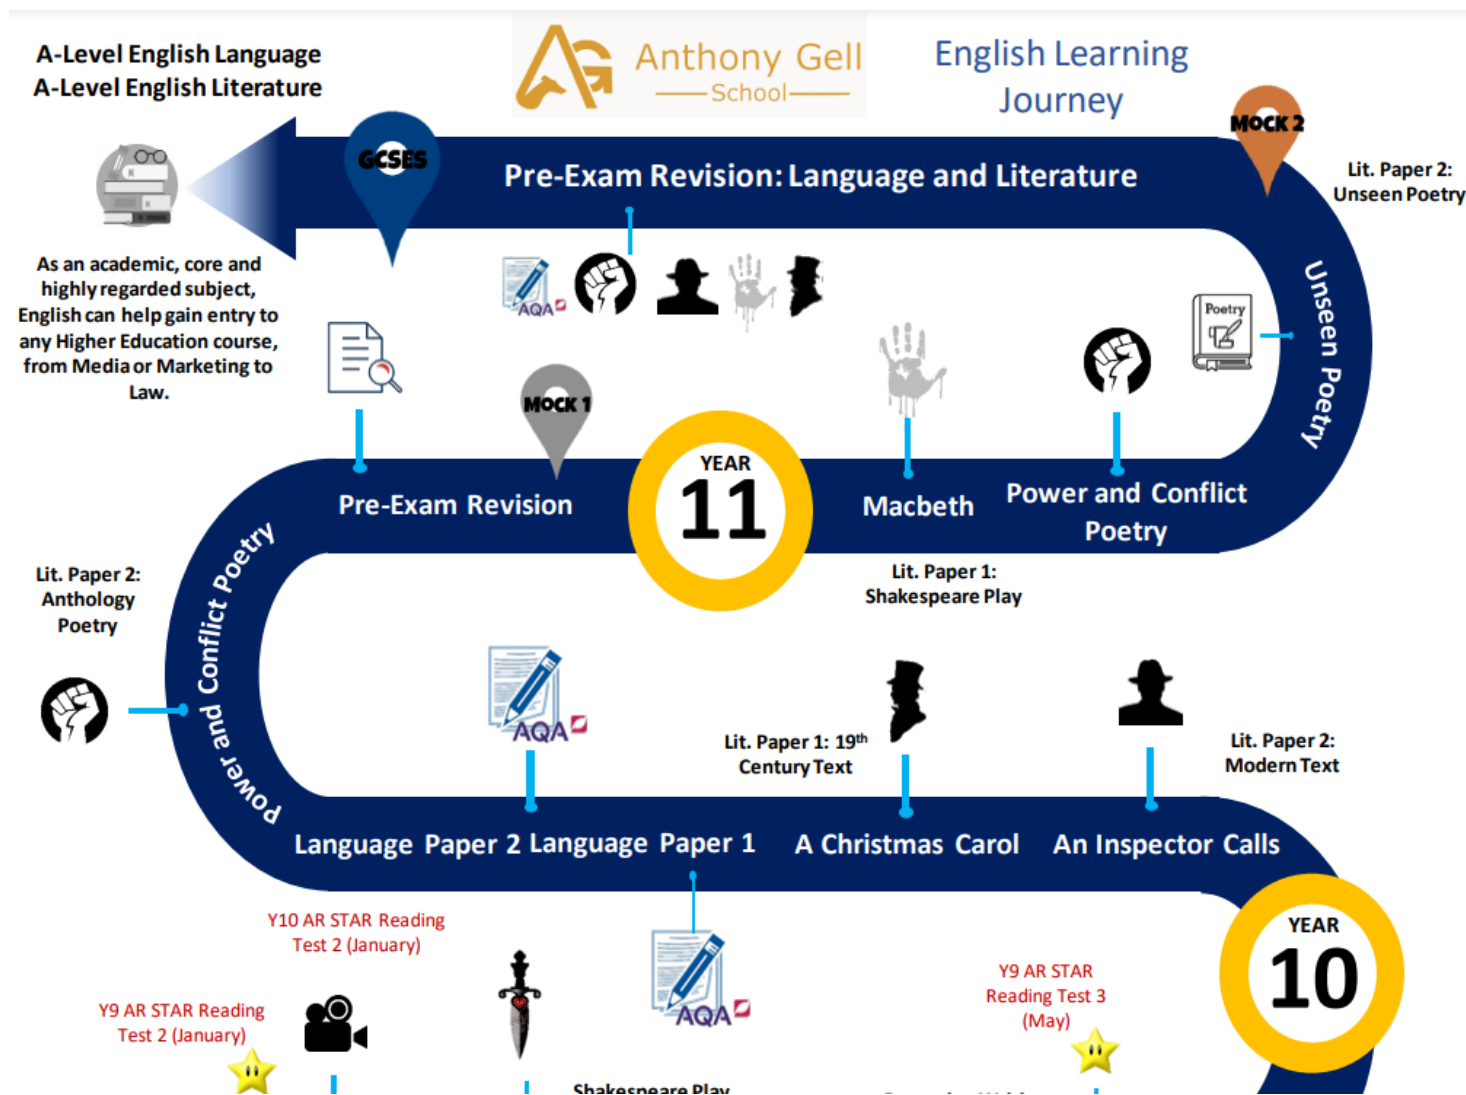 A-Level English Language
A-Level English Literature
AG
Anthony Gell
School
English Learning
Journey
GCSES
Pre-Exam Revision: Language and Literature
MOCK 2
Lit. Paper 2:
Unseen Poetry
As an academic, core and
highly regarded subject,
English can help gain entry to
any Higher Education course,
from Media or Marketing to
Law.
AQA
Poetry
Unseen Poetry
MOCK 1
Pre-Exam Revision
YEAR
11
Macbeth
Power and Conflict
Poetry
Lit. Paper 1:
Shakespeare Play
Lit. Paper 2:
Anthology
Poetry
Power and Conflict Poetry
AQA
Lit. Paper 1: 19th
Century Text
Lit. Paper 2:
Modern Text
Language Paper 2
Language Paper 1
A Christmas Carol
An Inspector Calls
YEAR
10
Y10 AR STAR Reading
Test 2 (January)
AQA
Y9 AR STAR Reading
Test 2 (January)
Y9 AR STAR
Reading Test 3
(May)
Shakespeare Play